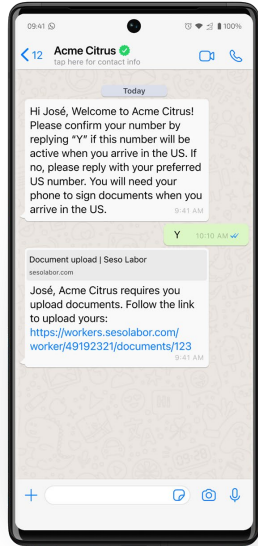 09:41 100%
12 Acme Citrus
tap here for contact info
Today
Hi José, Welcome to Acme Citrus!
Please confirm your number by
replying “Y” if this number will be
active when you arrive in the US. If
no, please reply with your preferred
US number. You will need your
phone to sign documents when you
arrive in the US. 9:41 AM
Y 10:10 AM
Document upload | Seso Labor
sesolabor.com
José, Acme Citrus requires you
upload documents. Follow the link
to upload yours:
https://workers.sesolabor.com/
worker/49192321/documents/123
9:41 AM